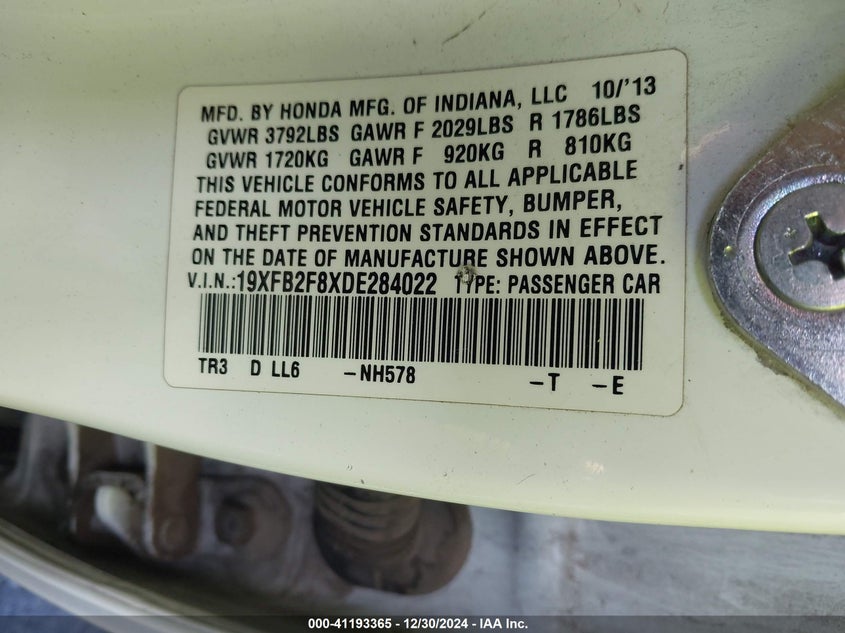 MFD. BY HONDA MFG. OF INDIANA, LLC 10/'13
GVWR 3792LBS GAWR F 2029LBS R 1786LBS
GVWR 1720KG GAWR F 920KG R 810KG
THIS VEHICLE CONFORMS TO ALL APPLICABLE
FEDERAL MOTOR VEHICLE SAFETY, BUMPER,
AND THEFT PREVENTION STANDARDS IN EFFECT
ON THE DATE OF MANUFACTURE SHOWN ABOVE.
V.I.N.:19XFB2F8XDE284022 TYPE: PASSENGER CAR
TR3 D LL6 -NH578 -T -E
000-41193365 / 12/30/2024 - IAA Inc.